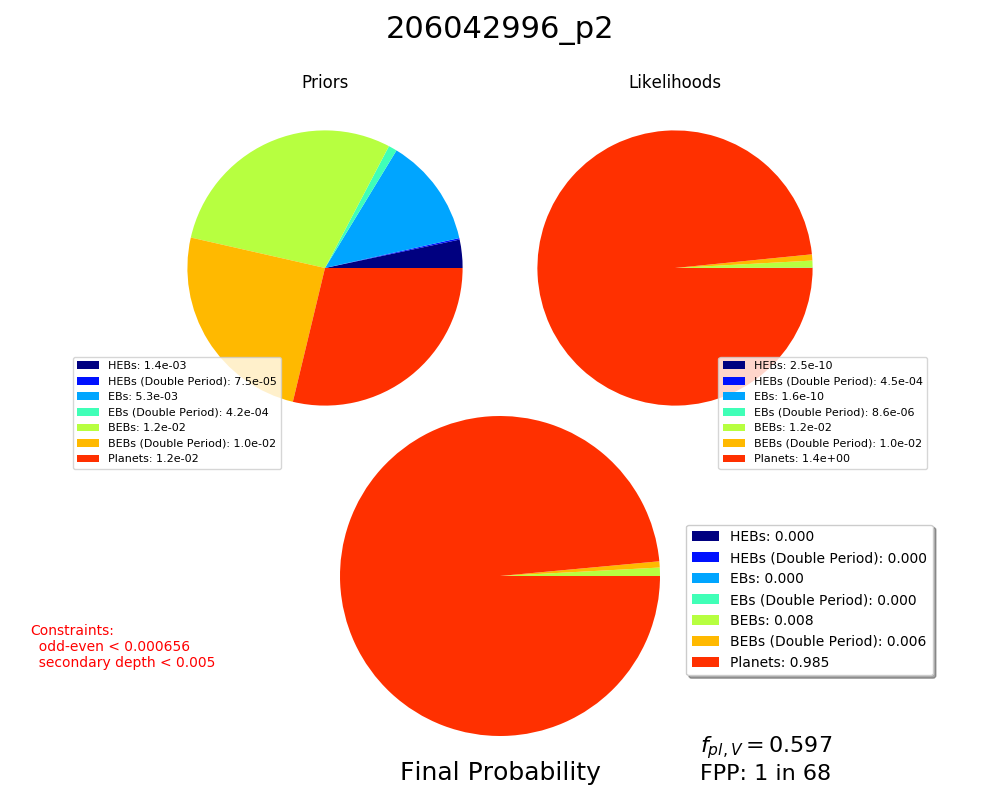 206042996_p2
Priors
Likelihoods
HEBs: 1.4e-03
HEBs (Double Period): 7.5e-05
EBs: 5.3e-03
EBs (Double Period): 4.2e-04
BEBs: 1.2e-02
BEBs (Double Period): 1.0e-02
Planets: 1.2e-02
HEBs: 2.5e-10
HEBs (Double Period): 4.5e-04
EBs: 1.6e-10
EBs (Double Period): 8.6e-06
BEBs: 1.2e-02
BEBs (Double Period): 1.0e-02
Planets: 1.4e+00
HEBs: 0.000
HEBs (Double Period): 0.000
EBs: 0.000
EBs (Double Period): 0.000
BEBs: 0.008
BEBs (Double Period): 0.006
Planets: 0.985
Constraints:
odd-even < 0.000656
secondary depth < 0.005
f_{pl, V} = 0.597
Final Probability
FPP: 1 in 68